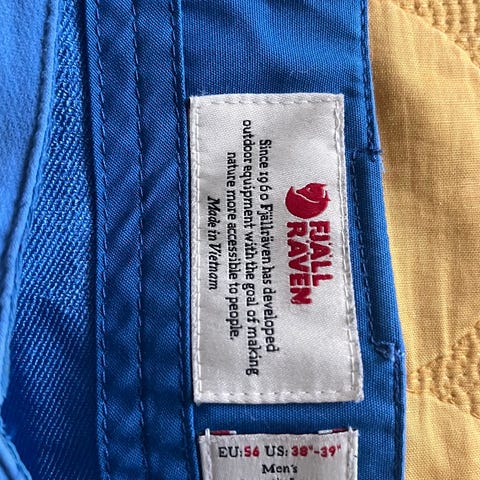 FJÄLL
RÄVEN
Since 1960 Fjällräven has developed
outdoor equipment with the goal of making
nature more accessible to people.
Made in Vietnam
EU:56 US: 38"-39"
Men's